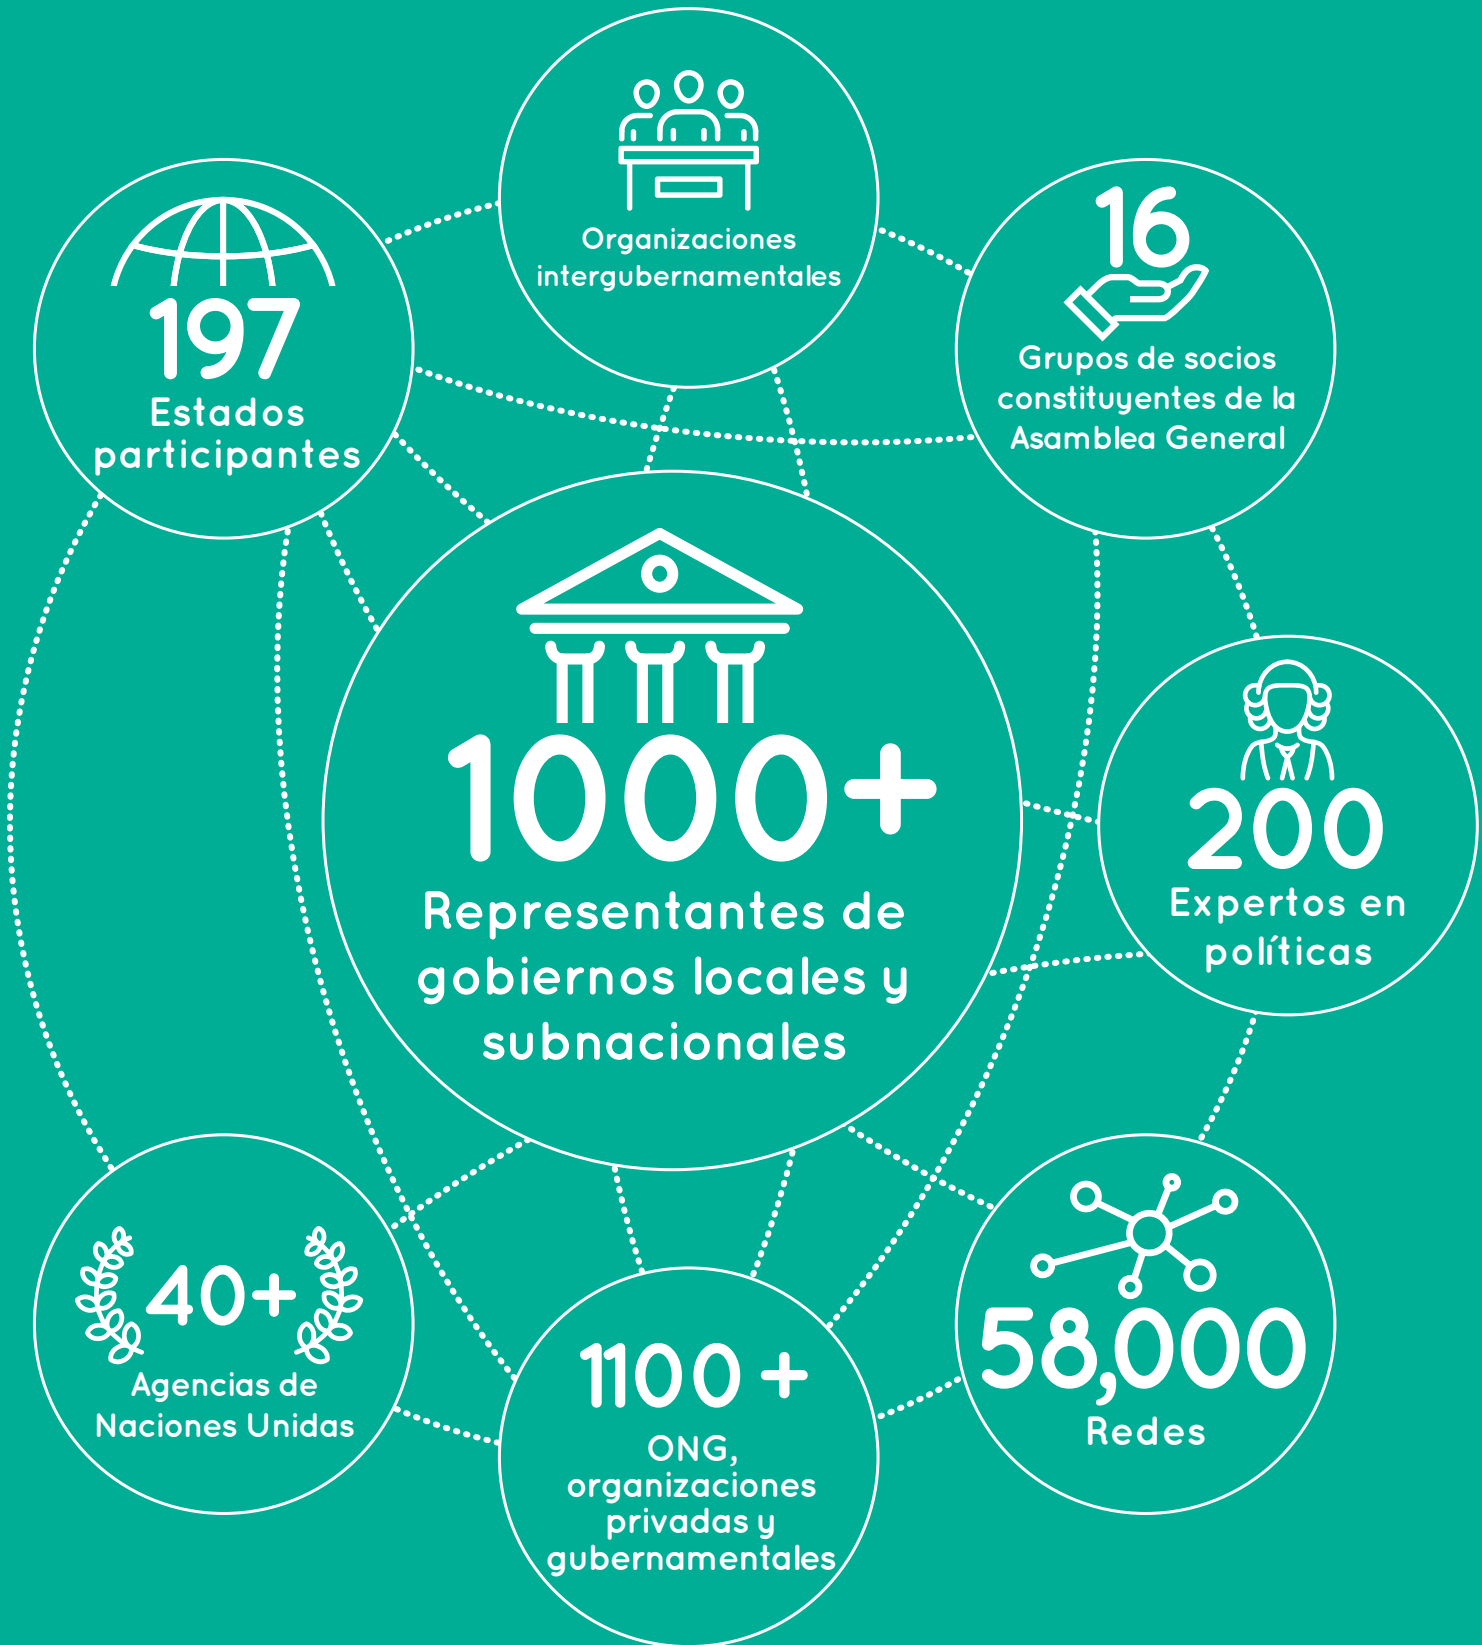 Organizaciones
intergubernamentales
197
Estados
participantes
16
Grupos de socios
constituyentes de la
Asamblea General
1000+
Representantes de
gobiernos locales y
subnacionales
200
Expertos en
políticas
40+
Agencias de
Naciones Unidas
1100 +
ONG,
organizaciones
privadas y
gubernamentales
58,000
Redes